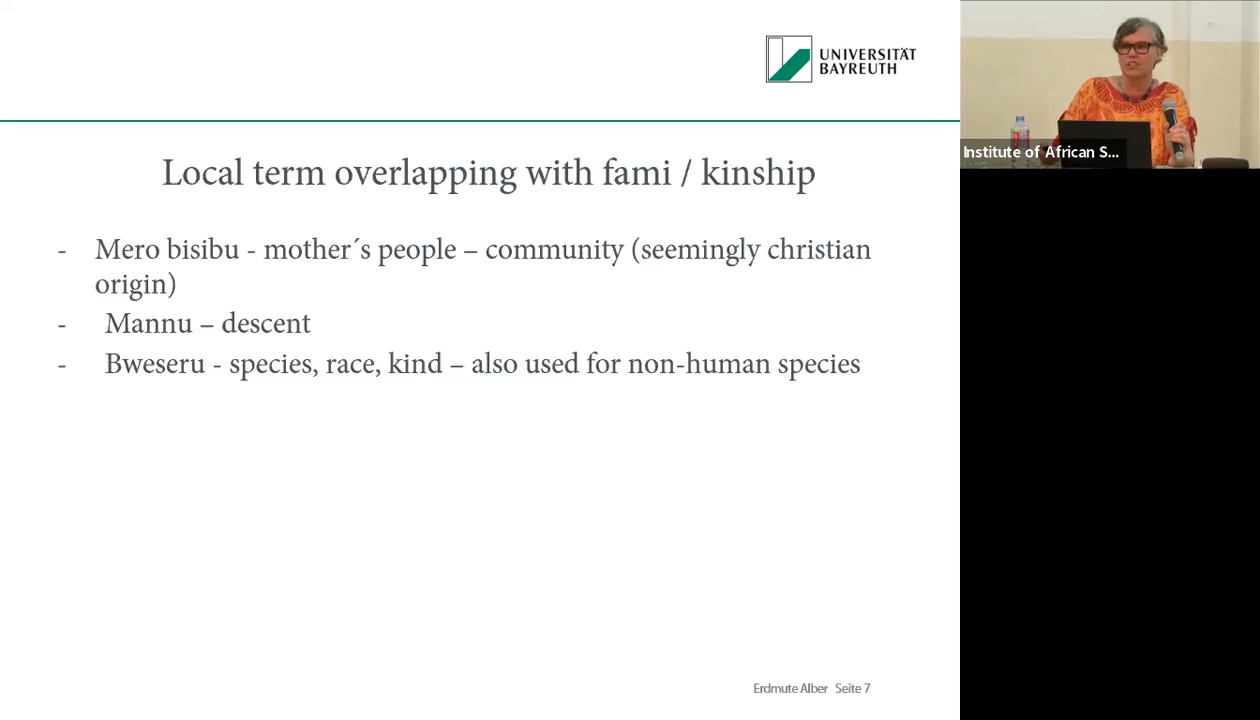 UNIVERSITÄT
BAYREUTH
Institute of African S...
Local term overlapping with fami / kinship
- Mero bisibu - mother´s people – community (seemingly christian
origin)
- Mannu – descent
- Bweseru - species, race, kind – also used for non-human species
Erdmute Alber Seite 7